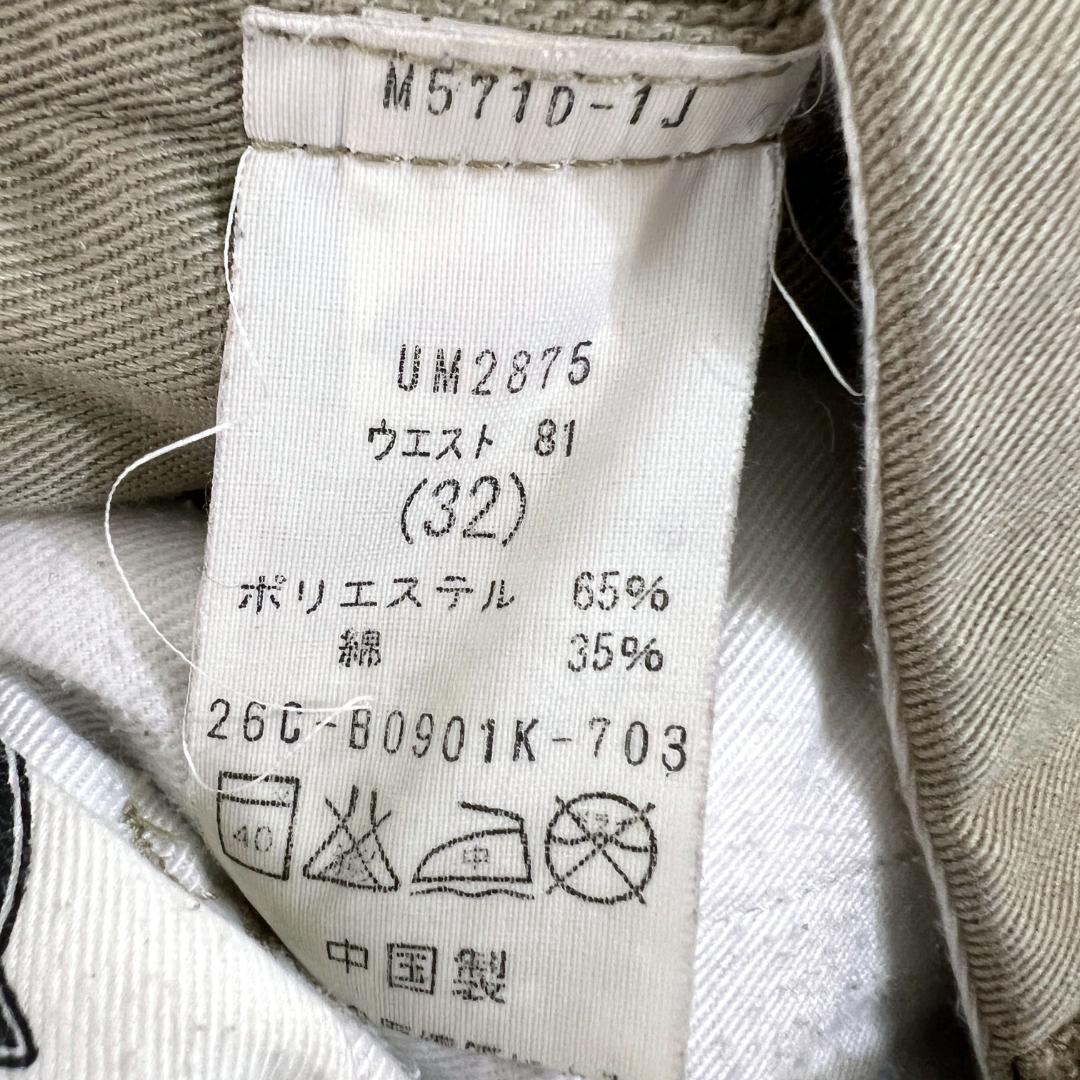 M571D-1J
UM2875
ウエスト 81
(32)
ポリエステル 65%
綿 35%
26C-B0901K-703
40 中
中国製